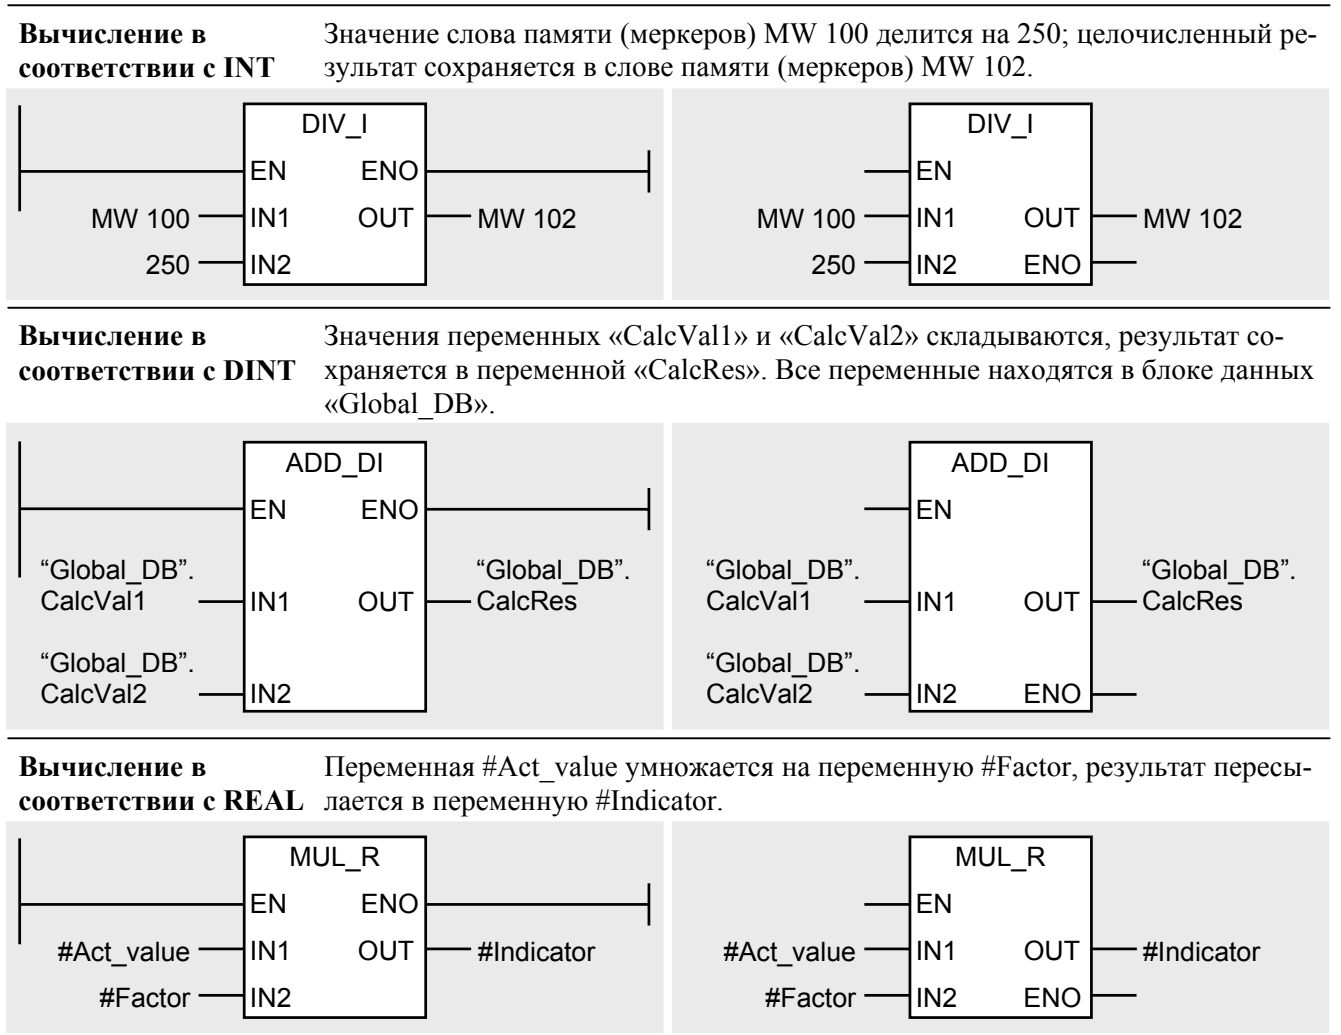 Вычисление в
соответствии с INT
Значение слова памяти (меркеров) MW 100 делится на 250; целочисленный ре-
зультат сохраняется в слове памяти (меркеров) MW 102.
DIV_I
EN ENO
MW 100 IN1 OUT MW 102
250 IN2
DIV_I
EN
MW 100 IN1 OUT MW 102
250 IN2 ENO
Вычисление в
соответствии с DINT
Значения переменных «CalcVal1» и «CalcVal2» складываются, результат со-
храняется в переменной «CalcRes». Все переменные находятся в блоке данных
«Global_DB».
ADD_DI
EN ENO
“Global_DB”. “Global_DB”.
CalcVal1 IN1 OUT CalcRes
“Global_DB”.
CalcVal2 IN2
ADD_DI
EN
“Global_DB”. “Global_DB”.
CalcVal1 IN1 OUT CalcRes
“Global_DB”.
CalcVal2 IN2 ENO
Вычисление в
соответствии с REAL
Переменная #Act_value умножается на переменную #Factor, результат пересы-
лается в переменную #Indicator.
MUL_R
EN ENO
#Act_value IN1 OUT #Indicator
#Factor IN2
MUL_R
EN
#Act_value IN1 OUT #Indicator
#Factor IN2 ENO